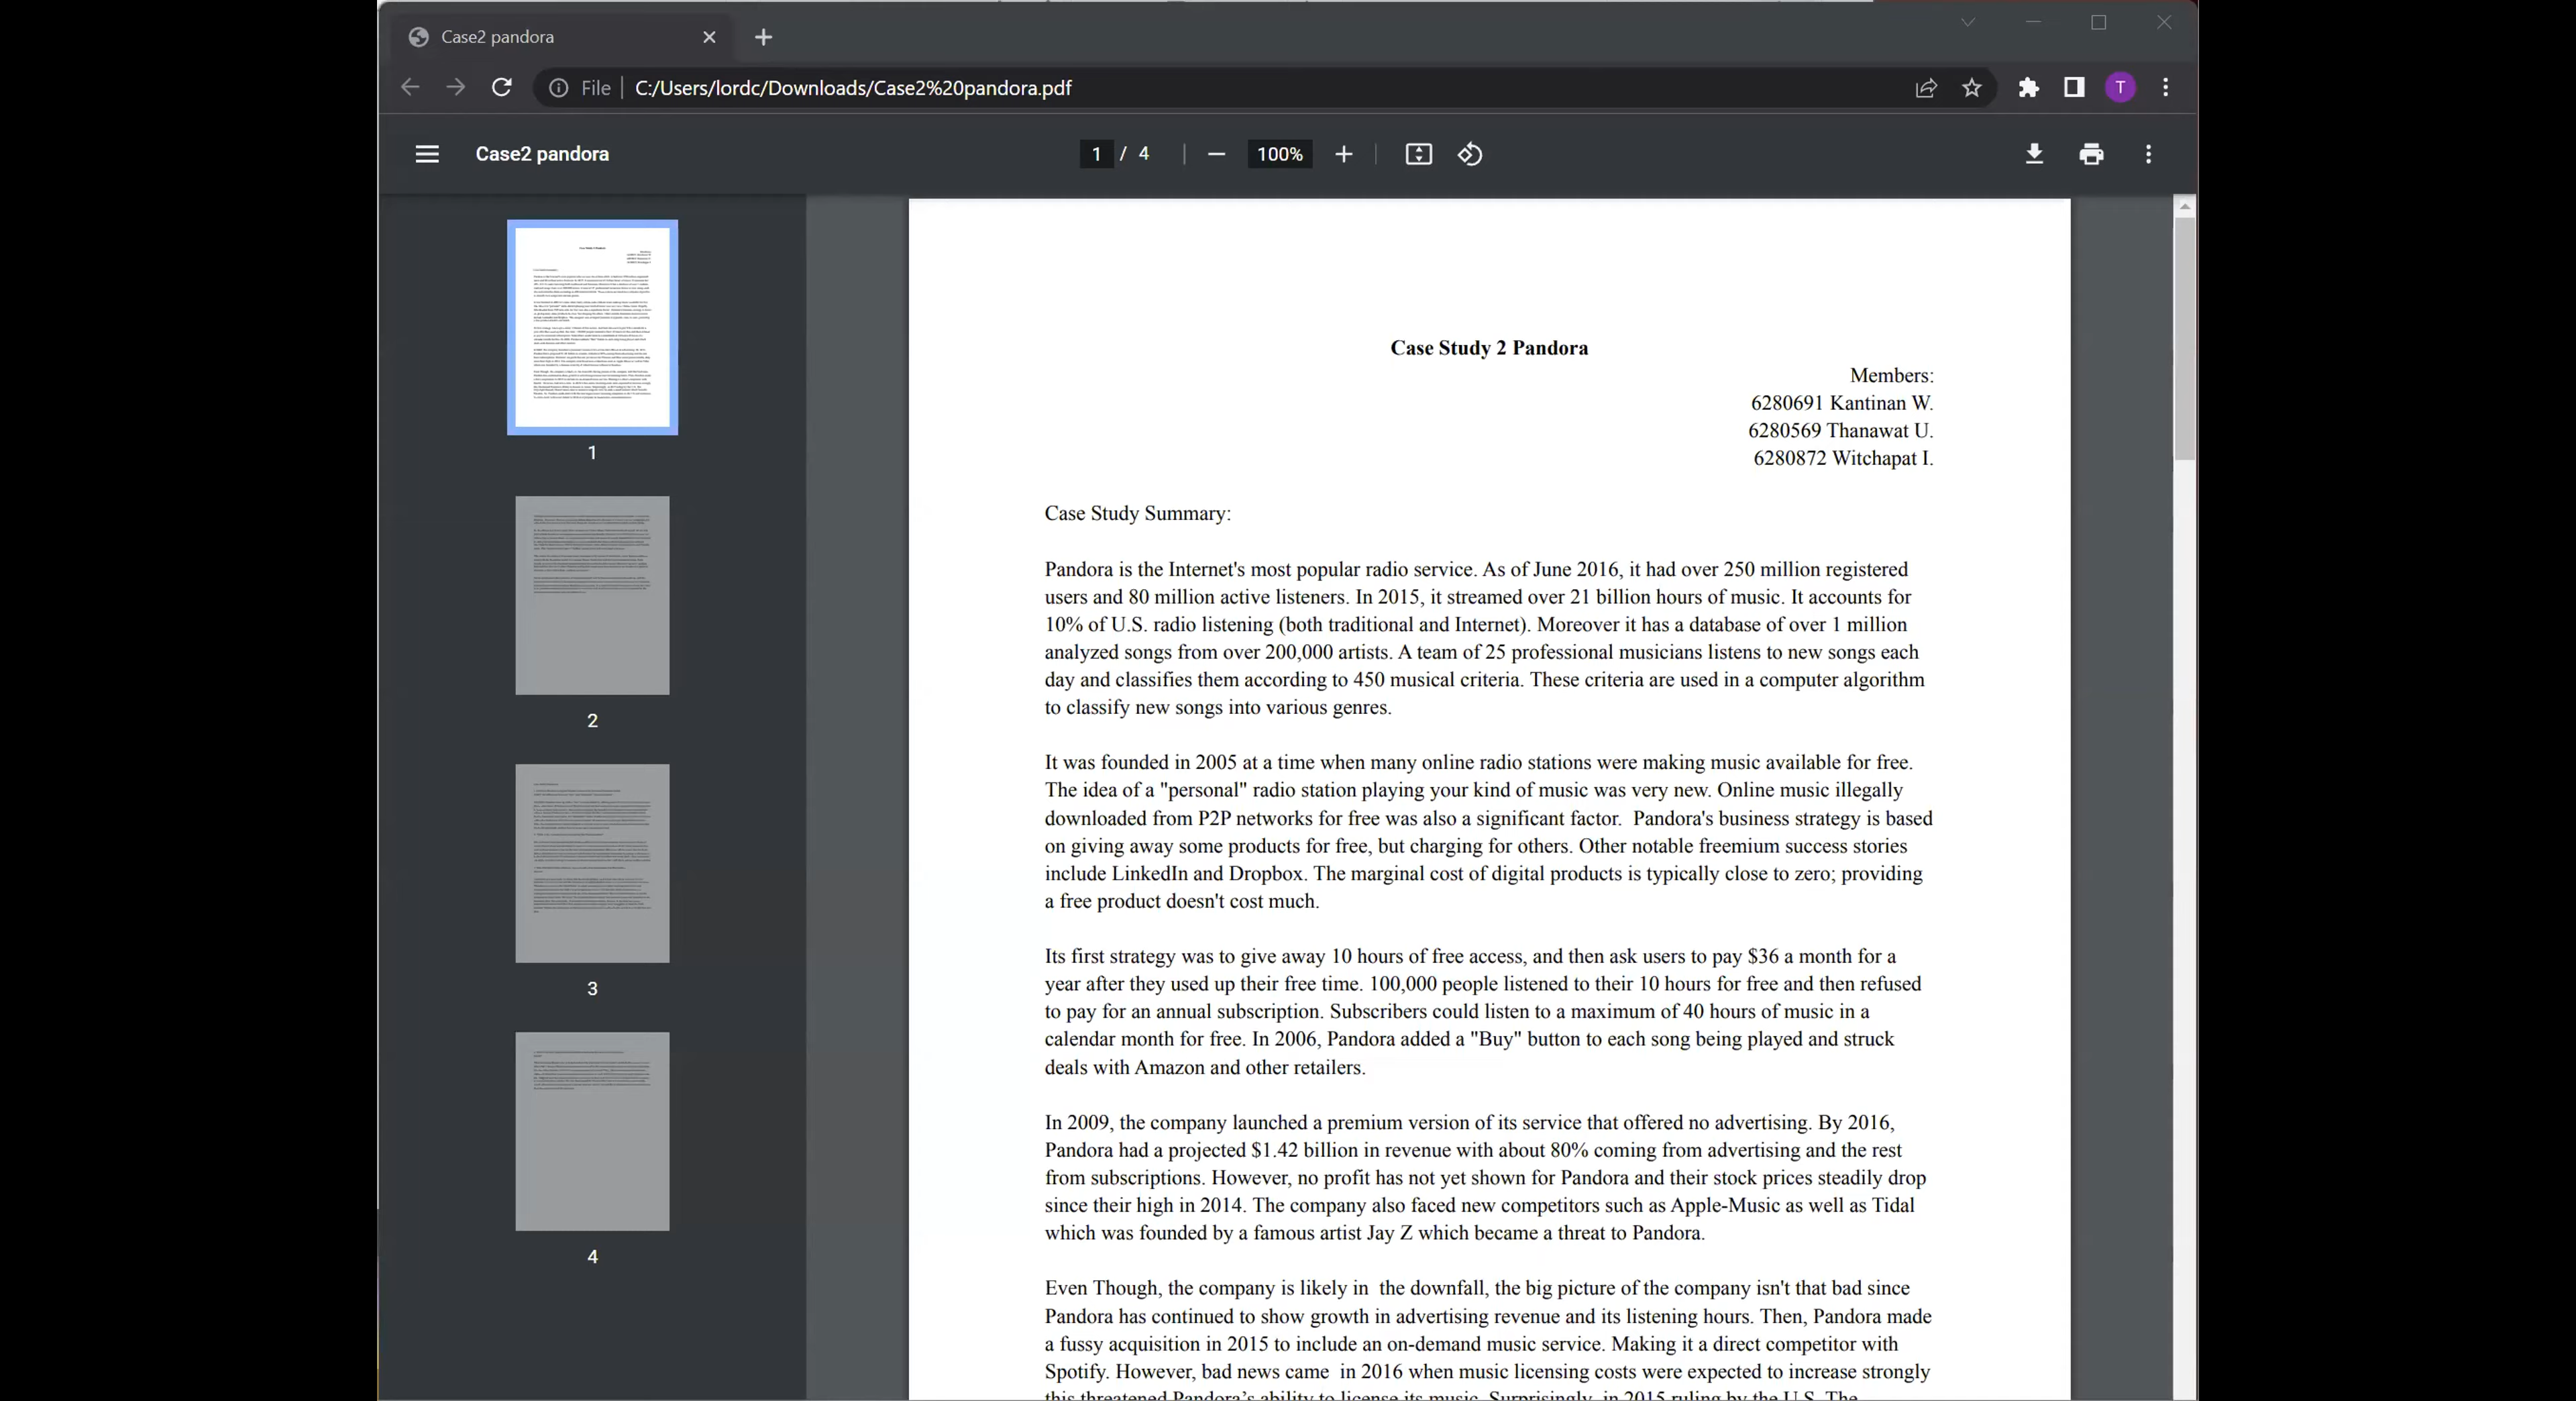 Case2 pandora
File
C:/Users/lordc/Downloads/Case2%20pandora.pdf
T
Case2 pandora
1 / 4
100%
1
2
3
4
Case Study 2 Pandora
Members:
6280691 Kantinan W.
6280569 Thanawat U.
6280872 Witchapat I.
Case Study Summary:
Pandora is the Internet's most popular radio service. As of June 2016, it had over 250 million registered
users and 80 million active listeners. In 2015, it streamed over 21 billion hours of music. It accounts for
10% of U.S. radio listening (both traditional and Internet). Moreover it has a database of over 1 million
analyzed songs from over 200,000 artists. A team of 25 professional musicians listens to new songs each
day and classifies them according to 450 musical criteria. These criteria are used in a computer algorithm
to classify new songs into various genres.
It was founded in 2005 at a time when many online radio stations were making music available for free.
The idea of a "personal" radio station playing your kind of music was very new. Online music illegally
downloaded from P2P networks for free was also a significant factor.  Pandora's business strategy is based
on giving away some products for free, but charging for others. Other notable freemium success stories
include LinkedIn and Dropbox. The marginal cost of digital products is typically close to zero; providing
a free product doesn't cost much.
Its first strategy was to give away 10 hours of free access, and then ask users to pay $36 a month for a
year after they used up their free time. 100,000 people listened to their 10 hours for free and then refused
to pay for an annual subscription. Subscribers could listen to a maximum of 40 hours of music in a
calendar month for free. In 2006, Pandora added a "Buy" button to each song being played and struck
deals with Amazon and other retailers.
In 2009, the company launched a premium version of its service that offered no advertising. By 2016,
Pandora had a projected $1.42 billion in revenue with about 80% coming from advertising and the rest
from subscriptions. However, no profit has not yet shown for Pandora and their stock prices steadily drop
since their high in 2014. The company also faced new competitors such as Apple-Music as well as Tidal
which was founded by a famous artist Jay Z which became a threat to Pandora.
Even Though, the company is likely in  the downfall, the big picture of the company isn't that bad since
Pandora has continued to show growth in advertising revenue and its listening hours. Then, Pandora made
a fussy acquisition in 2015 to include an on-demand music service. Making it a direct competitor with
Spotify. However, bad news came  in 2016 when music licensing costs were expected to increase strongly
this threatened Pandora's ability to license its music. Surprisingly, in 2015 ruling by the U.S. The